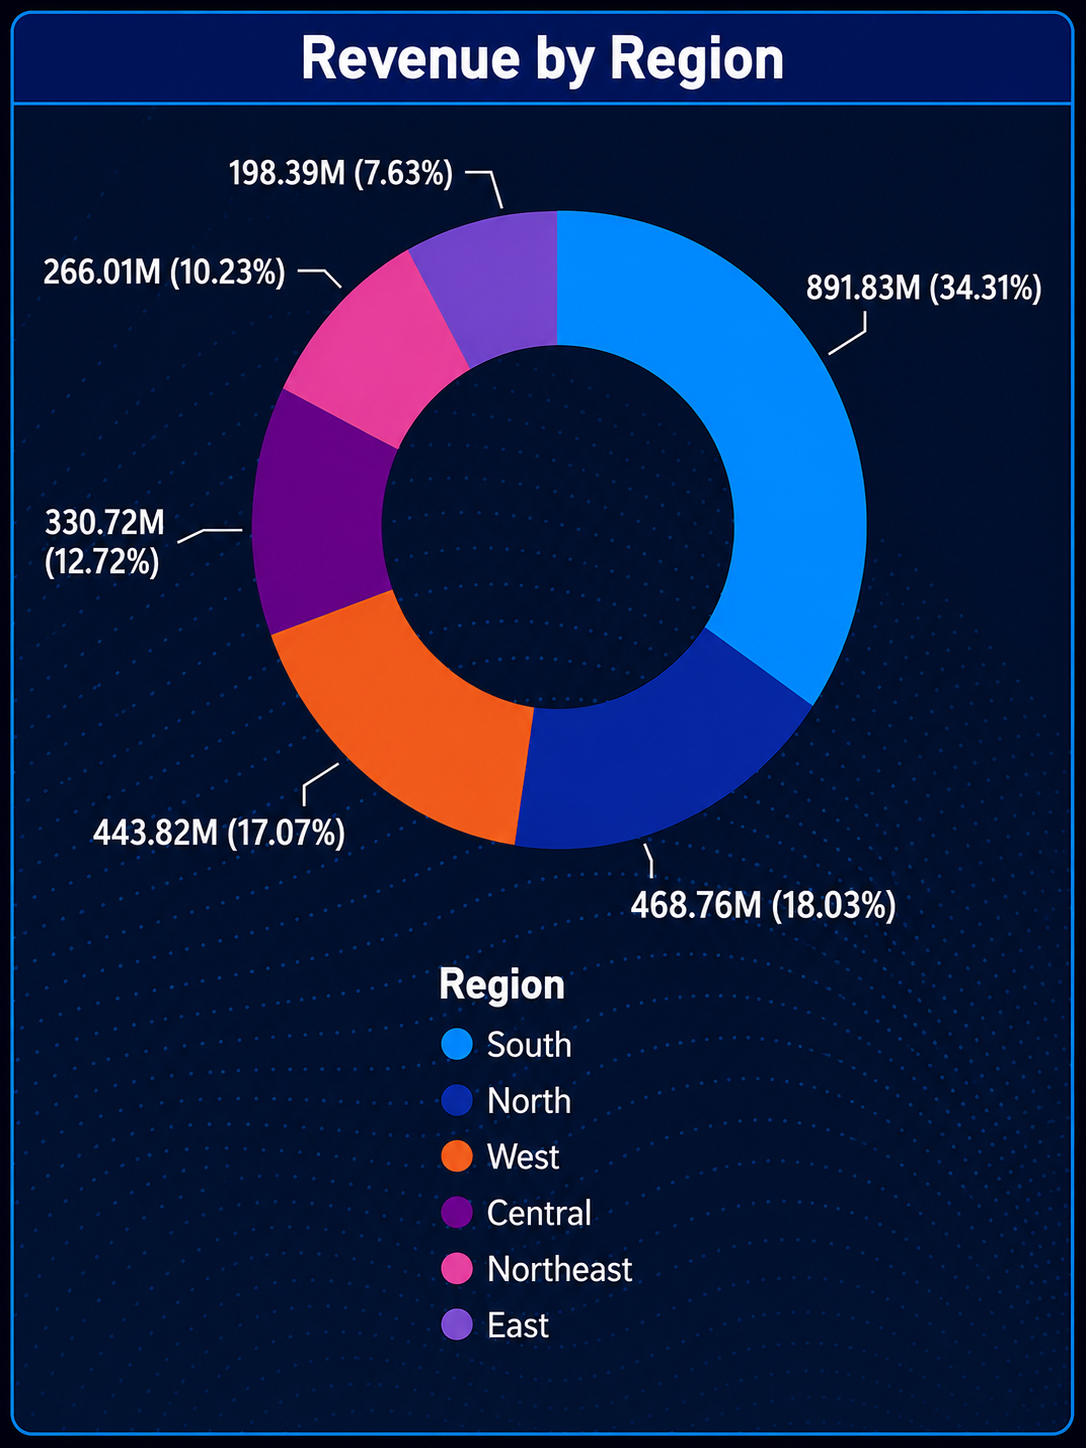 Revenue by Region
198.39M (7.63%)
266.01M (10.23%)
891.83M (34.31%)
330.72M
(12.72%)
443.82M (17.07%)
468.76M (18.03%)
Region
South
North
West
Central
Northeast
East